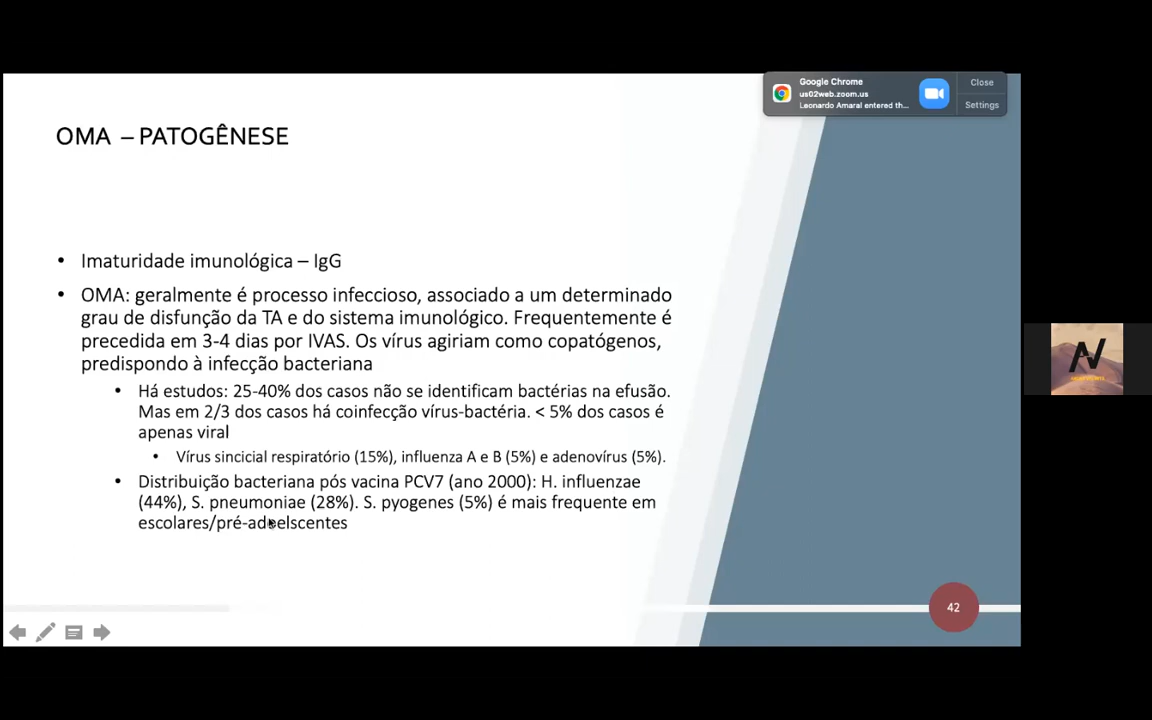 Google Chrome
Close
us02web.zoom.us
Leonardo Amaral entered th...
Settings
OMA – PATOGÊNESE
• Imaturidade imunológica – IgG
• OMA: geralmente é processo infeccioso, associado a um determinado
grau de disfunção da TA e do sistema imunológico. Frequentemente é
precedida em 3-4 dias por IVAS. Os vírus agiriam como copatógenos,
predispondo à infecção bacteriana
• Há estudos: 25-40% dos casos não se identificam bactérias na efusão.
Mas em 2/3 dos casos há coinfecção vírus-bactéria. < 5% dos casos é
apenas viral
• Vírus sincicial respiratório (15%), influenza A e B (5%) e adenovírus (5%).
• Distribuição bacteriana pós vacina PCV7 (ano 2000): H. influenzae
(44%), S. pneumoniae (28%). S. pyogenes (5%) é mais frequente em
escolares/pré-adoelscentes
42